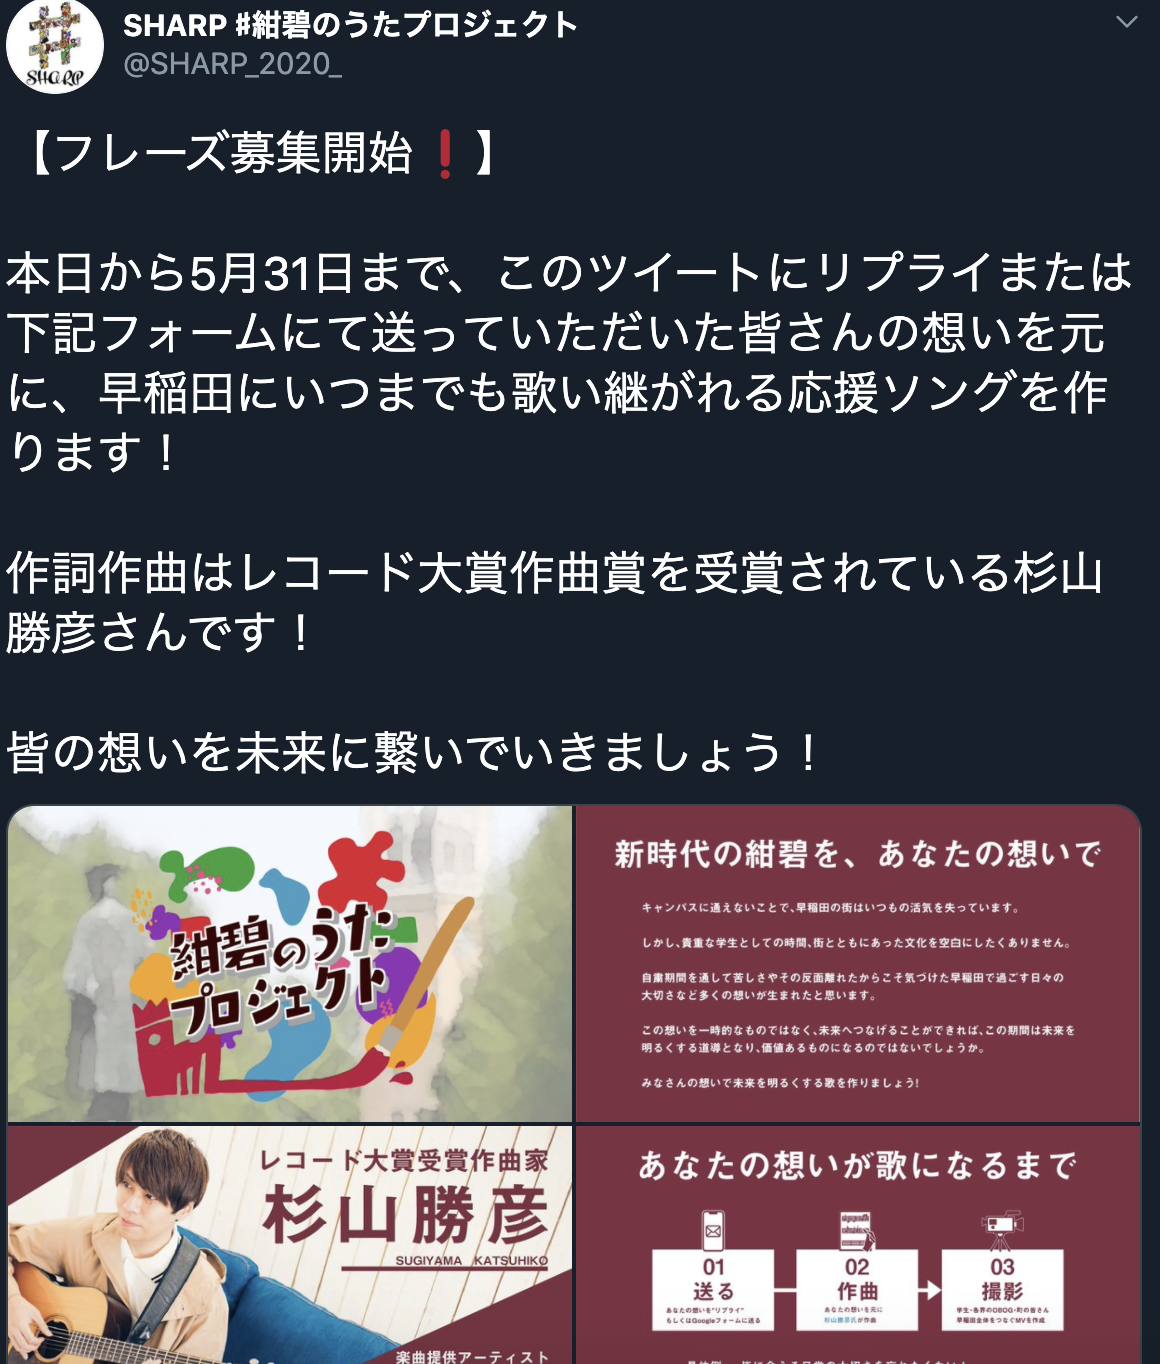 SHARP #紺碧のうたプロジェクト
@SHARP_2020_
【フレーズ募集開始❗】
本日から5月31日まで、このツイートにリプライまたは
下記フォームにて送っていただいた皆さんの想いを元
に、早稲田にいつまでも歌い継がれる応援ソングを作
ります！
作詞作曲はレコード大賞作曲賞を受賞されている杉山
勝彦さんです！
皆の想いを未来に繋いでいきましょう！
紺碧のうた
プロジェクト
新時代の紺碧を、あなたの想いで
キャンパスに通えないことで、早稲田の街はいつもの活気を失っています。
しかし、貴重な学生としての時間、街とともにあった文化を空白にしたくありません。
自粛期間を通して苦しさやその反面離れたからこそ気づけた早稲田で過ごす日々の
大切さなど多くの想いが生まれたと思います。
この想いを一時的なものではなく、未来へつなげることができれば、この期間は未来を
明るくする道導となり、価値あるものになるのではないでしょうか。
みなさんの想いで未来を明るくする歌を作りましょう!
レコード大賞受賞作曲家
杉山勝彦
SUGIYAMA KATSUHIKO
楽曲提供アーティスト
あなたの想いが歌になるまで
01
送る
あなたの想いを"リプライ"
もしくはGoogleフォームに送る
02
作曲
あなたの想いを元に
杉山勝彦氏が作曲
03
撮影
学生・各界のOBOG・町の皆さん
早稲田全体をつなぐMVを作成